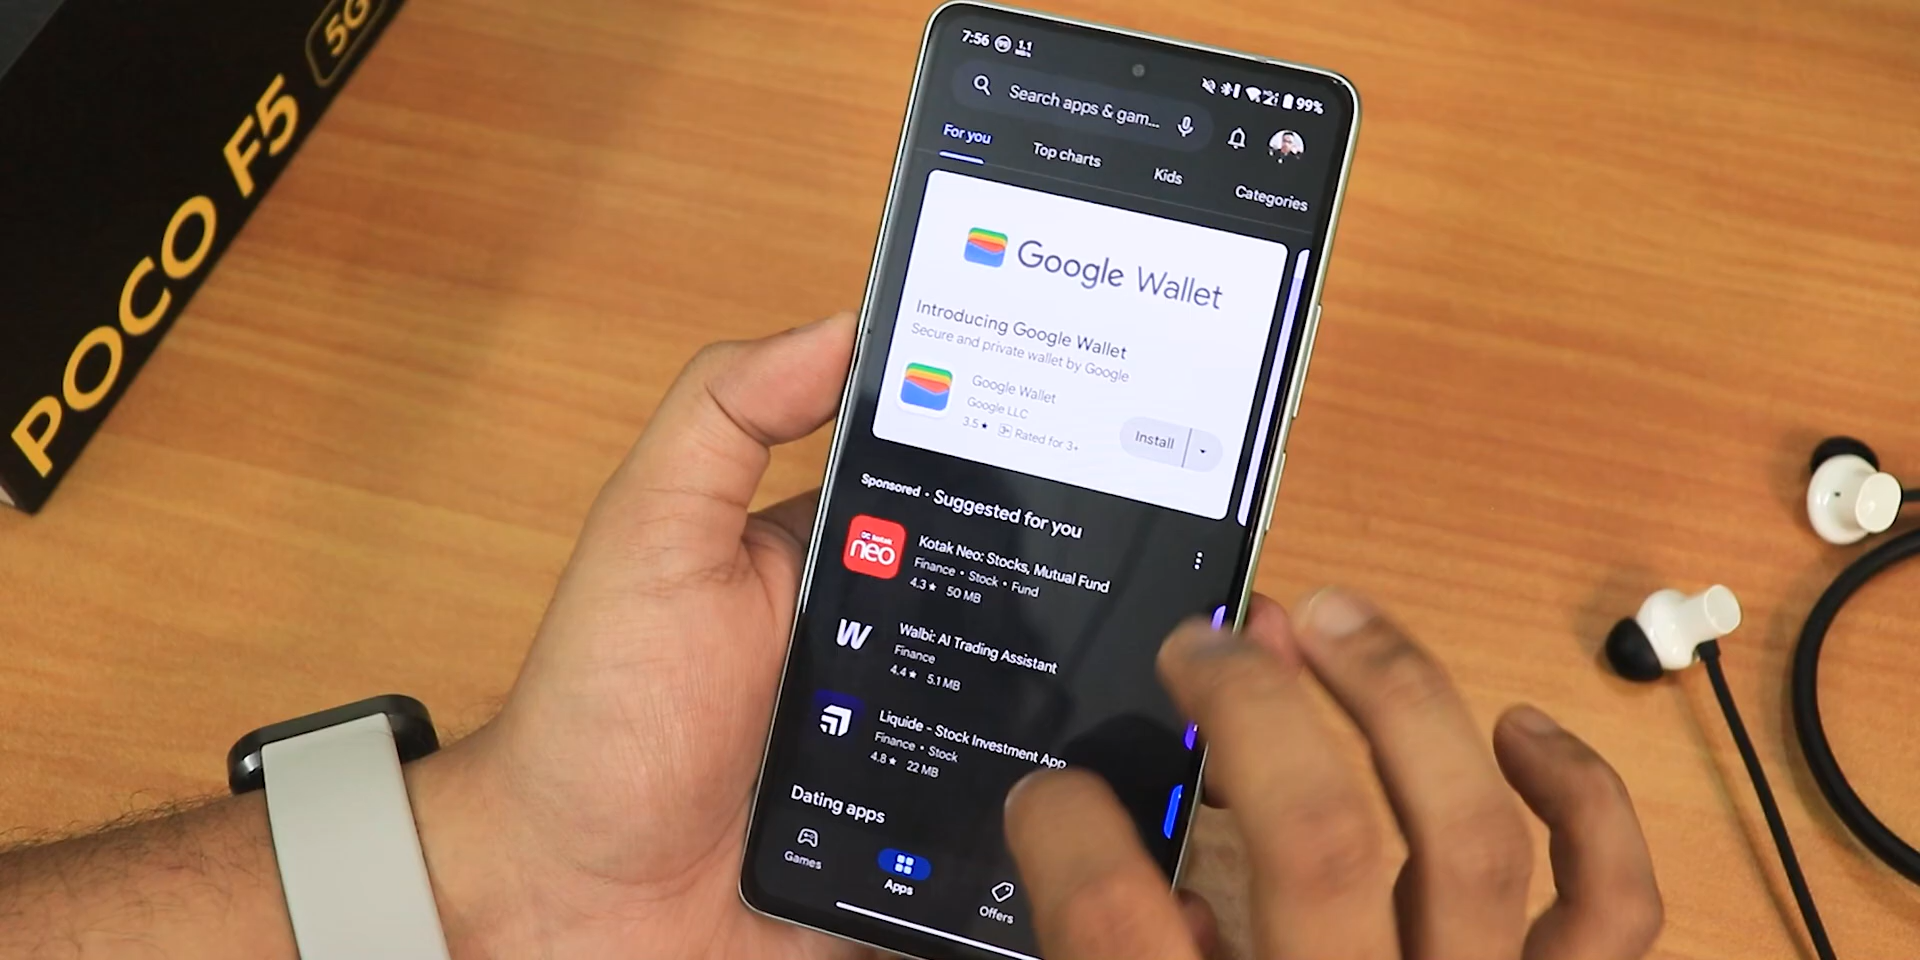 POCO F5 5G
7:56 1.1
99%
Search apps & gam...
For you Top charts Kids Categories
Google Wallet
Introducing Google Wallet
Secure and private wallet by Google
Google Wallet
Google LLC
3.5★ 3+ Rated for 3+
Install
Sponsored · Suggested for you
neo
Kotak Neo: Stocks, Mutual Fund
Finance • Stock • Fund
4.3★ 50 MB
W
Walbi: AI Trading Assistant
Finance
4.4★ 5.1 MB
Liquide - Stock Investment App
Finance • Stock
4.8★ 22 MB
Dating apps
Games Apps Offers